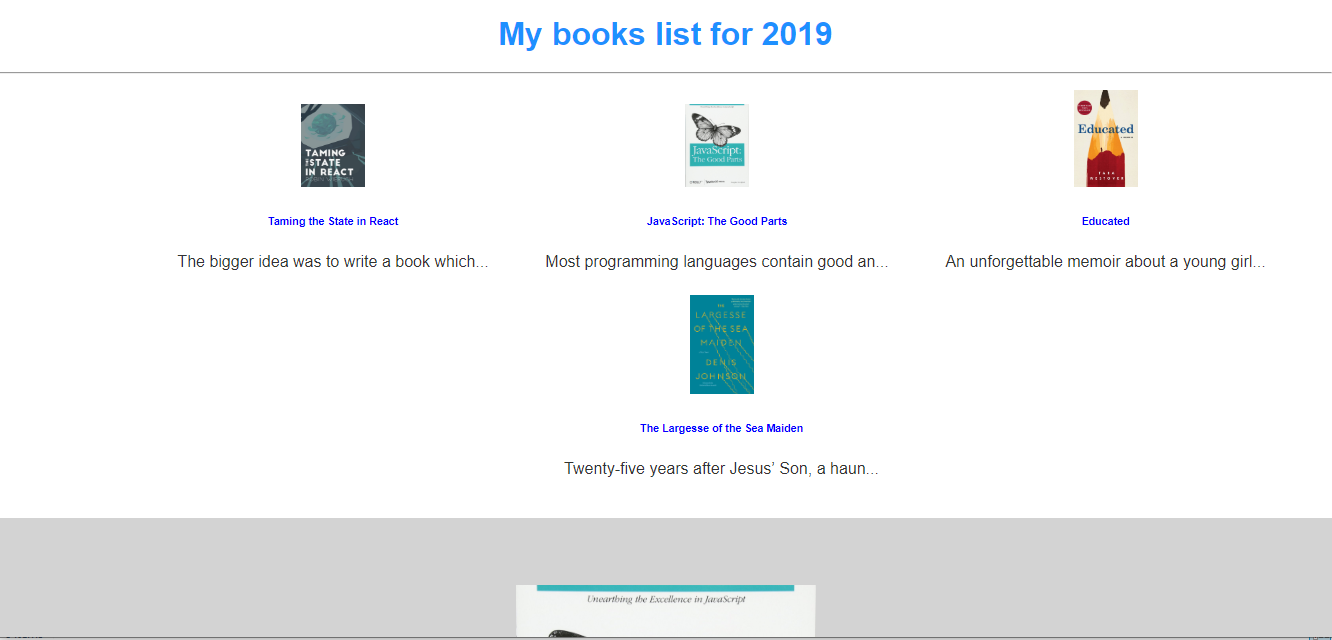 My books list for 2019
TAMING
THE STATE
IN REACT
JavaScript:
The Good Parts
Educated
TARA
WESTOVER
Taming the State in React
JavaScript: The Good Parts
Educated
The bigger idea was to write a book which...
Most programming languages contain good an...
An unforgettable memoir about a young girl...
THE
LARGESSE
OF THE SEA
MAIDEN
DENIS
JOHNSON
The Largesse of the Sea Maiden
Twenty-five years after Jesus’ Son, a haun...
Unearthing the Excellence in JavaScript